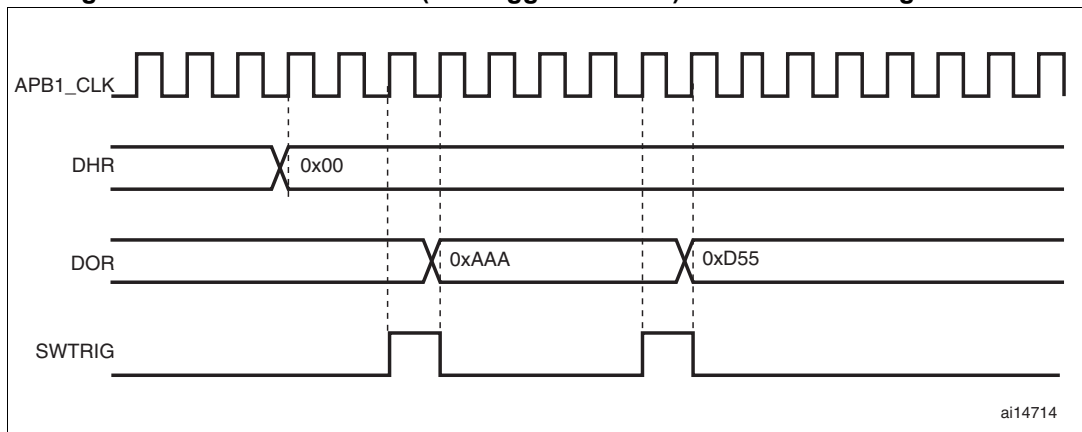 APB1_CLK
DHR
0x00
DOR
0xAAA
0xD55
SWTRIG
ai14714